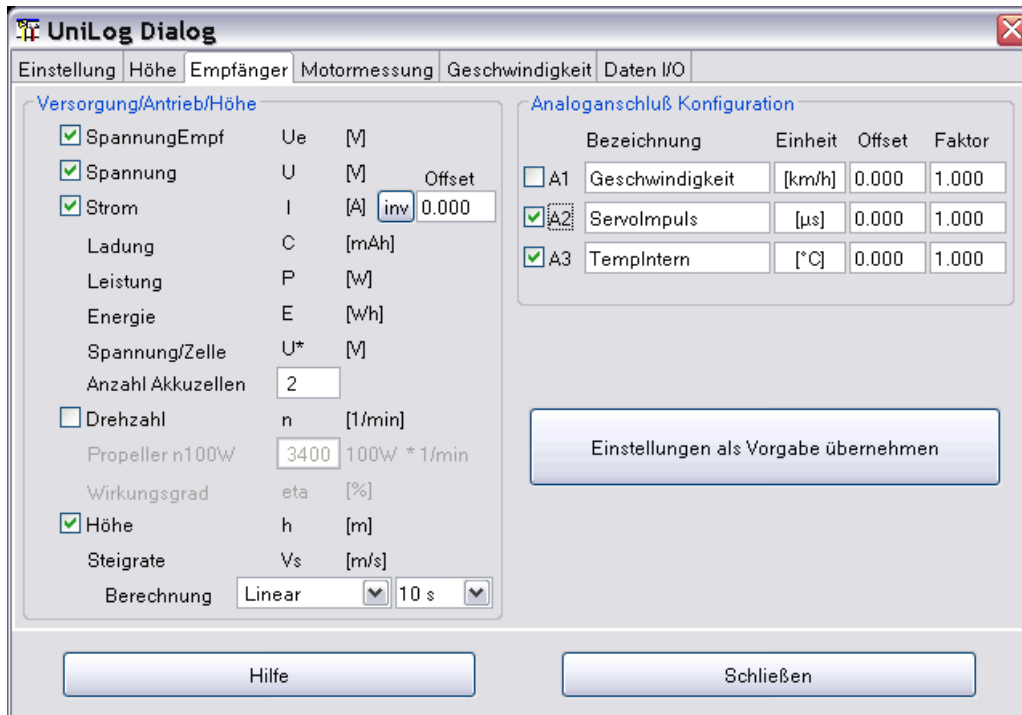 UniLog Dialog
Einstellung Höhe Empfänger Motormessung Geschwindigkeit Daten I/O
Versorgung/Antrieb/Höhe
SpannungEmpf Ue [V]
Spannung U [V] Offset
Strom I [A] inv 0.000
Ladung C [mAh]
Leistung P [W]
Energie E [Wh]
Spannung/Zelle U* [V]
Anzahl Akkuzellen 2
Drehzahl n [1/min]
Propeller n100W 3400 100W * 1/min
Wirkungsgrad eta [%]
Höhe h [m]
Steigrate Vs [m/s]
Berechnung Linear 10 s
Analoganschluß Konfiguration
Bezeichnung Einheit Offset Faktor
A1 Geschwindigkeit [km/h] 0.000 1.000
A2 ServoImpuls [µs] 0.000 1.000
A3 TempIntern [°C] 0.000 1.000
Einstellungen als Vorgabe übernehmen
Hilfe Schließen